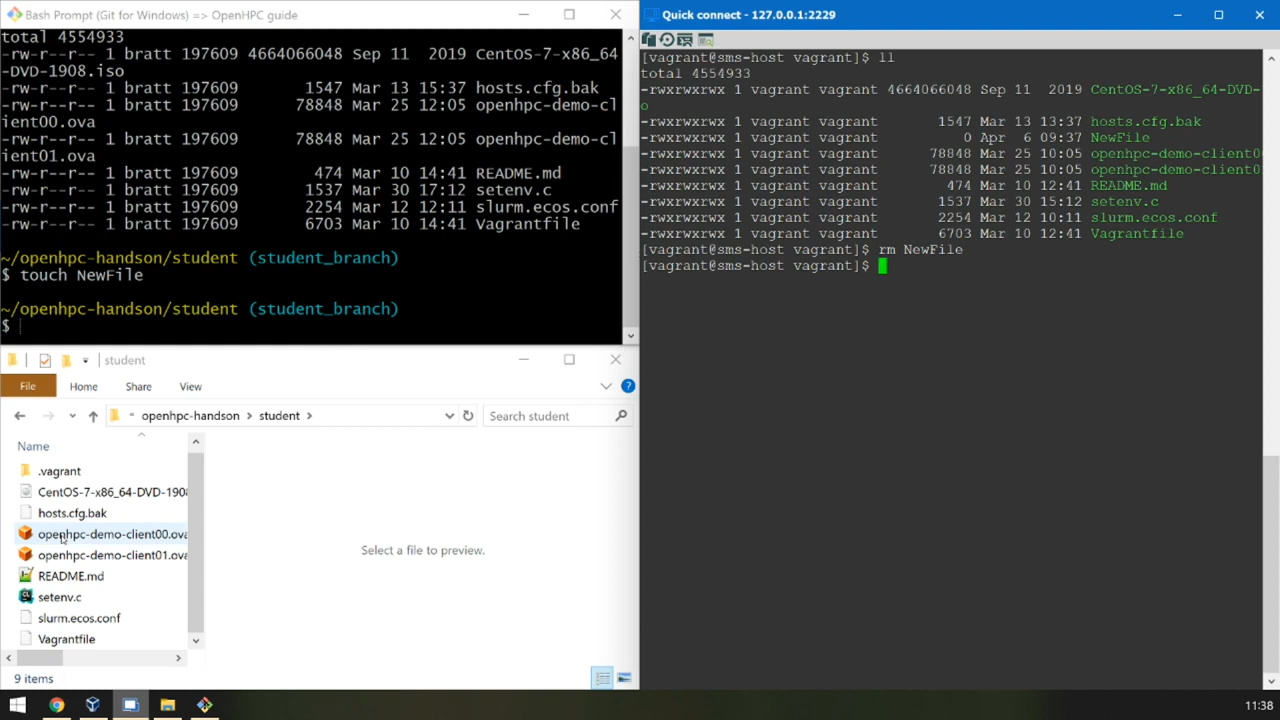 Bash Prompt (Git for Windows) => OpenHPC guide
total 4554933
-rw-r--r-- 1 bratt 197609 4664066048 Sep 11  2019 CentOS-7-x86_64
-DVD-1908.iso
-rw-r--r-- 1 bratt 197609       1547 Mar 13 15:37 hosts.cfg.bak
-rw-r--r-- 1 bratt 197609      78848 Mar 25 12:05 openhpc-demo-cl
ient00.ova
-rw-r--r-- 1 bratt 197609      78848 Mar 25 12:05 openhpc-demo-cl
ient01.ova
-rw-r--r-- 1 bratt 197609        474 Mar 10 14:41 README.md
-rw-r--r-- 1 bratt 197609       1537 Mar 30 17:12 setenv.c
-rw-r--r-- 1 bratt 197609       2254 Mar 12 12:11 slurm.ecos.conf
-rw-r--r-- 1 bratt 197609       6703 Mar 10 14:41 Vagrantfile
~/openhpc-handson/student (student_branch)
$ touch NewFile
~/openhpc-handson/student (student_branch)
$
student
File Home Share View
openhpc-handson > student >
Search student
Name
.vagrant
CentOS-7-x86_64-DVD-1908
hosts.cfg.bak
openhpc-demo-client00.ova
openhpc-demo-client01.ova
README.md
setenv.c
slurm.ecos.conf
Vagrantfile
Select a file to preview.
9 items
Quick connect - 127.0.0.1:2229
[vagrant@sms-host vagrant]$ ll
total 4554933
-rwxrwxrwx 1 vagrant vagrant 4664066048 Sep 11  2019 CentOS-7-x86_64-DVD-
o
-rwxrwxrwx 1 vagrant vagrant       1547 Mar 13 13:37 hosts.cfg.bak
-rwxrwxrwx 1 vagrant vagrant          0 Apr  6 09:37 NewFile
-rwxrwxrwx 1 vagrant vagrant      78848 Mar 25 10:05 openhpc-demo-client0
-rwxrwxrwx 1 vagrant vagrant      78848 Mar 25 10:05 openhpc-demo-client0
-rwxrwxrwx 1 vagrant vagrant        474 Mar 10 12:41 README.md
-rwxrwxrwx 1 vagrant vagrant       1537 Mar 30 15:12 setenv.c
-rwxrwxrwx 1 vagrant vagrant       2254 Mar 12 10:11 slurm.ecos.conf
-rwxrwxrwx 1 vagrant vagrant       6703 Mar 10 12:41 Vagrantfile
[vagrant@sms-host vagrant]$ rm NewFile
[vagrant@sms-host vagrant]$
11:38